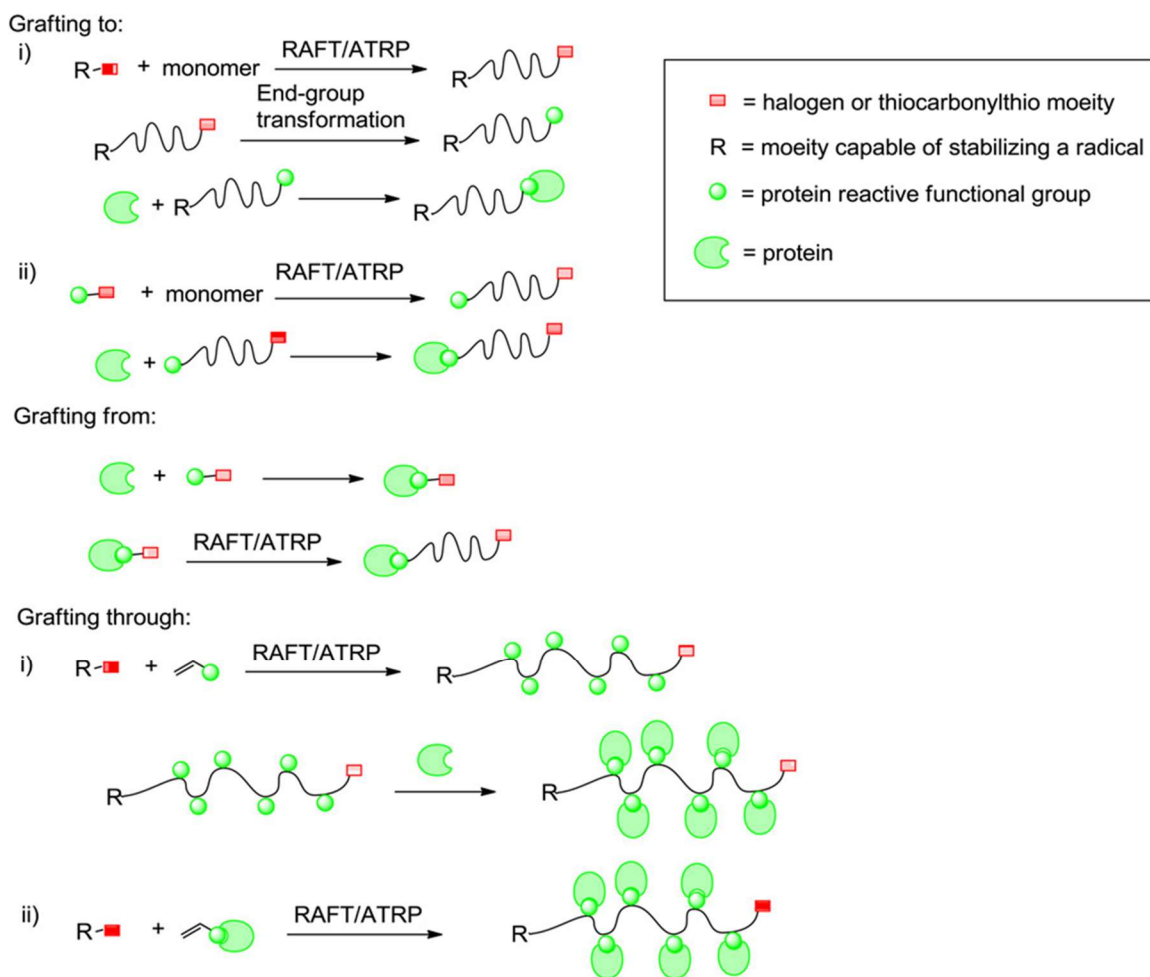 Grafting to:
i)
R + monomer RAFT/ATRP R
End-group
transformation
R R
+ R R
ii)
+ monomer RAFT/ATRP
+
Grafting from:
+
RAFT/ATRP
Grafting through:
i) R + RAFT/ATRP R
R R
ii) R + RAFT/ATRP R
= halogen or thiocarbonylthio moeity
R = moeity capable of stabilizing a radical
= protein reactive functional group
= protein